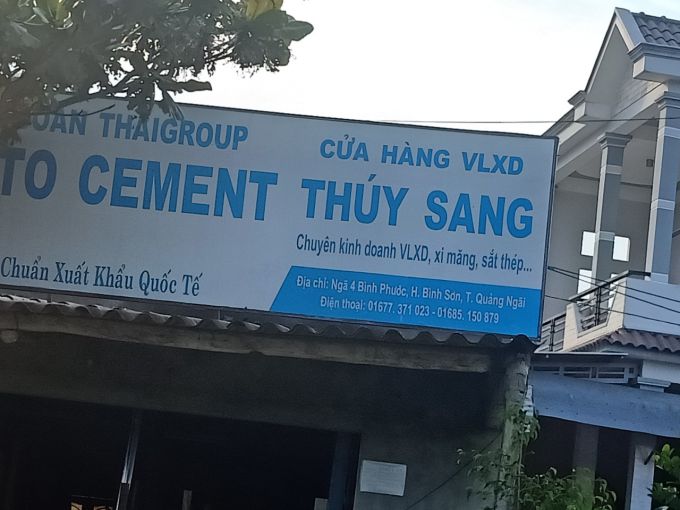 THAIGROUP
TO CEMENT
Chuẩn Xuất Khẩu Quốc Tế
CỬA HÀNG VLXD
THÚY SANG
Chuyên kinh doanh VLXD, xi măng, sắt thép...
Địa chỉ: Ngã 4 Bình Phước, H. Bình Sơn, T. Quảng Ngãi
Điện thoại: 01677. 371 023 - 01685. 150 879